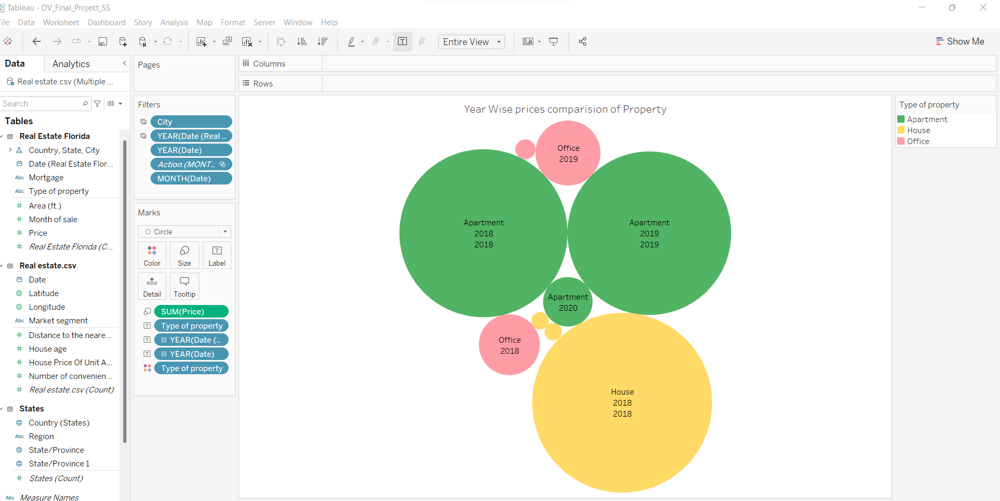 Tableau - DV_Final_Project_SS
File Data Worksheet Dashboard Story Analysis Map Format Server Window Help
Entire View
Show Me
Data Analytics
Real estate.csv (Multiple ...
Search
Tables
Real Estate Florida
Country, State, City
Date (Real Estate Flor...
Abc Mortgage
Abc Type of property
# Area (ft.)
# Month of sale
# Price
# Real Estate Florida (C...
Real estate.csv
Date
Latitude
Longitude
Abc Market segment
# Distance to the neare...
# House age
# House Price Of Unit A...
# Number of convenien...
# Real estate.csv (Count)
States
Country (States)
Abc Region
State/Province
State/Province 1
# States (Count)
Abc Measure Names
Pages
Filters
City
YEAR(Date (Real ..
YEAR(Date)
Action (MONT..
MONTH(Date)
Marks
Circle
Color Size T Label
Detail Tooltip
SUM(Price)
T Type of property
T YEAR(Date (..
T YEAR(Date)
Type of property
Columns
Rows
Year Wise prices comparision of Property
Office
2019
Apartment
2018
2018
Apartment
2019
2019
Apartment
2020
Office
2018
House
2018
2018
Type of property
Apartment
House
Office